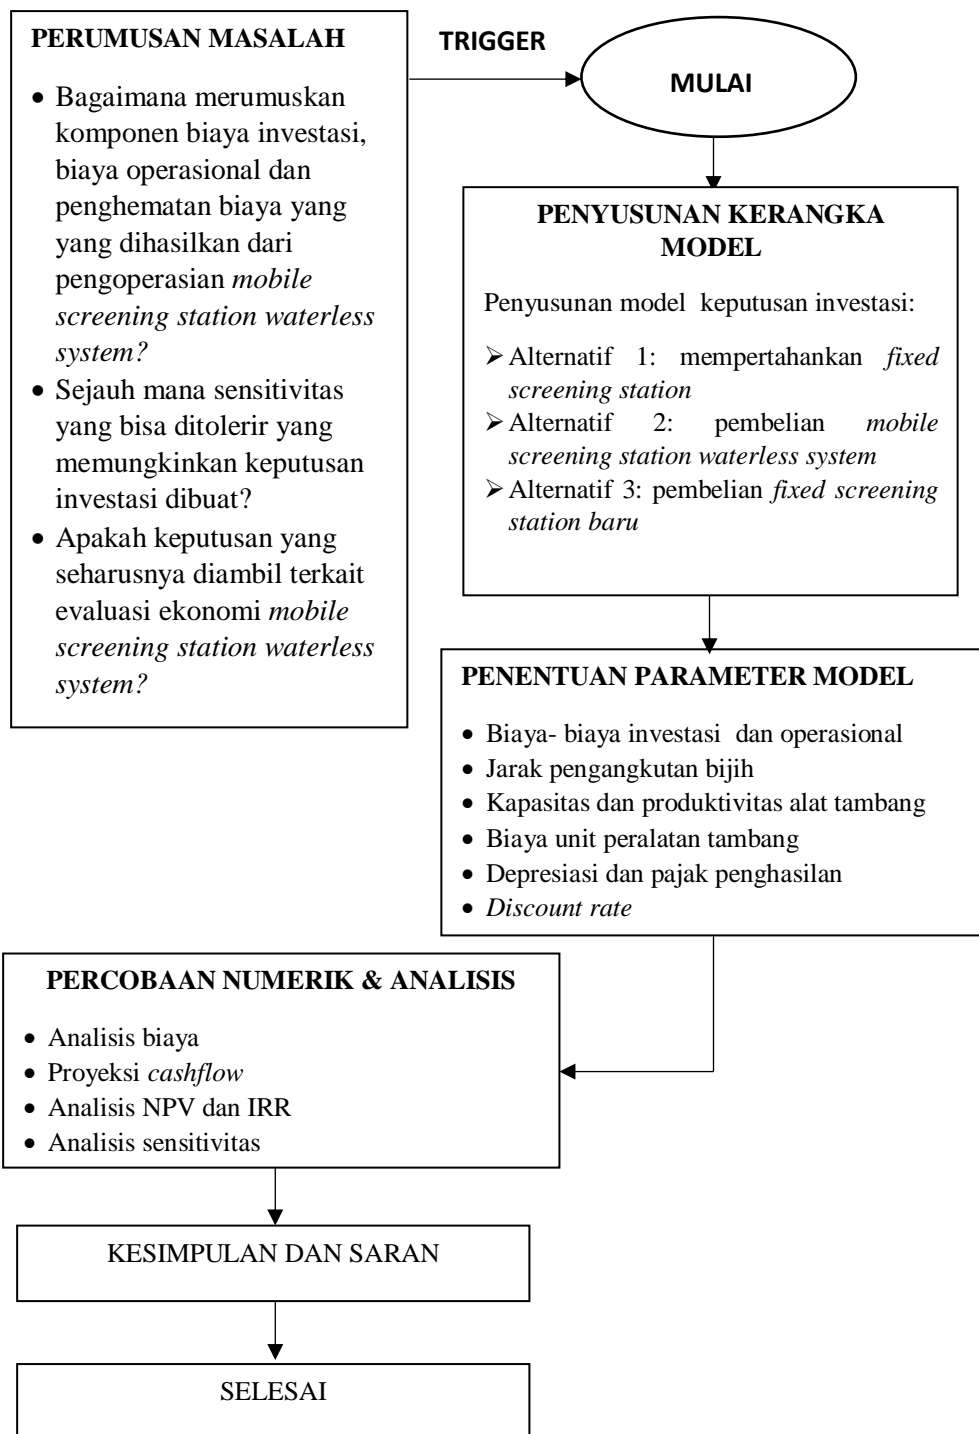 PERUMUSAN MASALAH
• Bagaimana merumuskan
komponen biaya investasi,
biaya operasional dan
penghematan biaya yang
yang dihasilkan dari
pengoperasian mobile
screening station waterless
system?
• Sejauh mana sensitivitas
yang bisa ditolerir yang
memungkinkan keputusan
investasi dibuat?
• Apakah keputusan yang
seharusnya diambil terkait
evaluasi ekonomi mobile
screening station waterless
system?
TRIGGER
MULAI
PENYUSUNAN KERANGKA
MODEL
Penyusunan model keputusan investasi:
➢ Alternatif 1: mempertahankan fixed
screening station
➢ Alternatif 2: pembelian mobile
screening station waterless system
➢ Alternatif 3: pembelian fixed screening
station baru
PENENTUAN PARAMETER MODEL
• Biaya- biaya investasi dan operasional
• Jarak pengangkutan bijih
• Kapasitas dan produktivitas alat tambang
• Biaya unit peralatan tambang
• Depresiasi dan pajak penghasilan
• Discount rate
PERCOBAAN NUMERIK & ANALISIS
• Analisis biaya
• Proyeksi cashflow
• Analisis NPV dan IRR
• Analisis sensitivitas
KESIMPULAN DAN SARAN
SELESAI